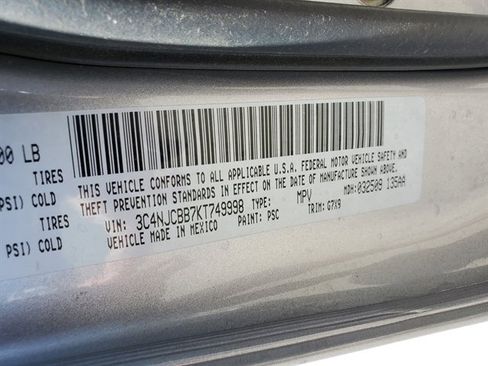 00 LB
TIRES
PSI) COLD
TIRES
PSI) COLD
THIS VEHICLE CONFORMS TO ALL APPLICABLE U.S.A. FEDERAL MOTOR VEHICLE SAFETY AND
THEFT PREVENTION STANDARDS IN EFFECT ON THE DATE OF MANUFACTURE SHOWN ABOVE.
VIN: 3C4NJCBB7KT749998 TYPE: MPV MDH: 032509 135AA
VEHICLE MADE IN MEXICO PAINT: PSC TRIM: G7X9